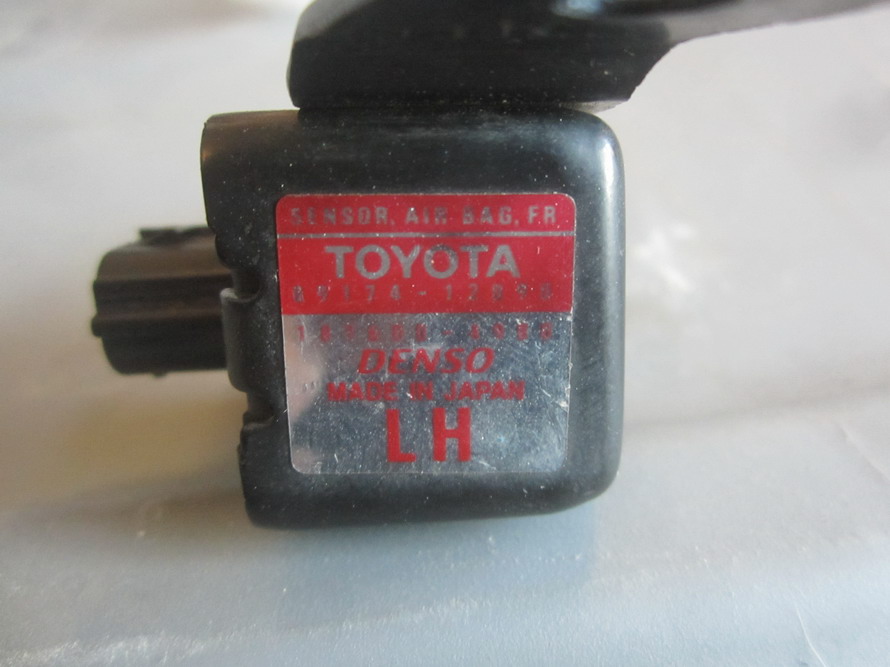 SENSOR, AIR BAG, FR
TOYOTA
DENSO
MADE IN JAPAN
LH